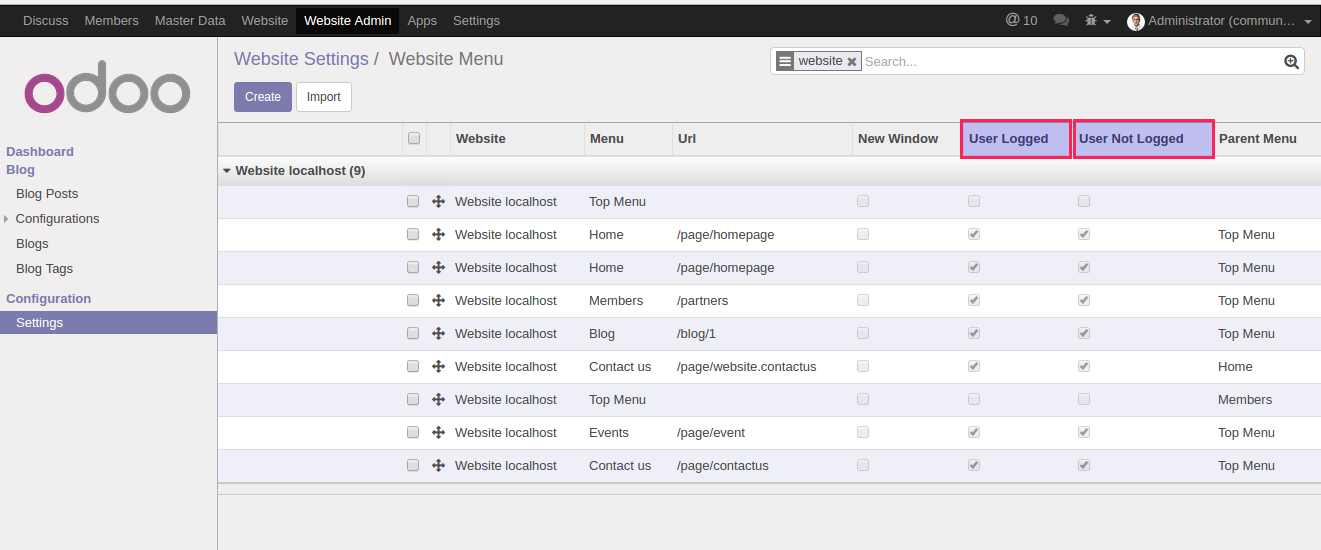 Discuss Members Master Data Website Website Admin Apps Settings @ 10 Administrator (commun...
odoo
Dashboard
Blog
Blog Posts
Configurations
Blogs
Blog Tags
Configuration
Settings
Website Settings / Website Menu
website Search...
Create Import
Website Menu Url New Window User Logged User Not Logged Parent Menu
Website localhost (9)
Website localhost Top Menu
Website localhost Home /page/homepage Top Menu
Website localhost Home /page/homepage Top Menu
Website localhost Members /partners Top Menu
Website localhost Blog /blog/1 Top Menu
Website localhost Contact us /page/website.contactus Home
Website localhost Top Menu Members
Website localhost Events /page/event Top Menu
Website localhost Contact us /page/contactus Top Menu